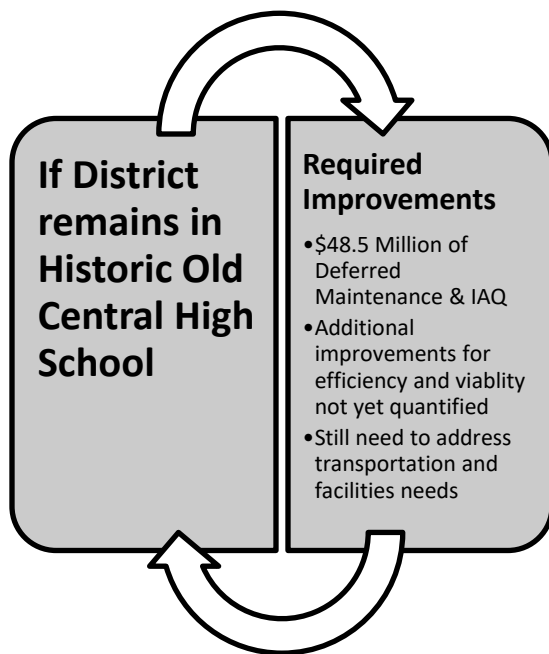 If District
remains in
Historic Old
Central High
School
Required
Improvements
•$48.5 Million of
Deferred
Maintenance & IAQ
•Additional
improvements for
efficiency and viablity
not yet quantified
•Still need to address
transportation and
facilities needs